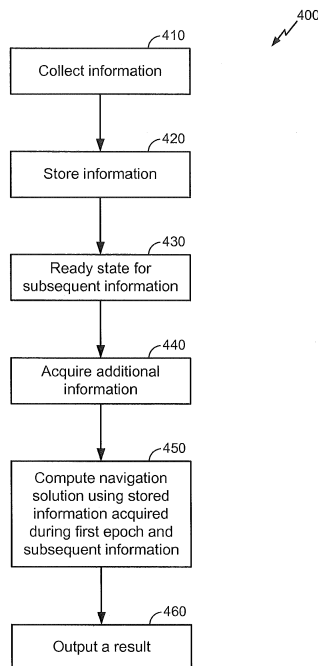 400
410
Collect information
420
Store information
430
Ready state for
subsequent information
440
Acquire additional
information
450
Compute navigation
solution using stored
information acquired
during first epoch and
subsequent information
460
Output a result